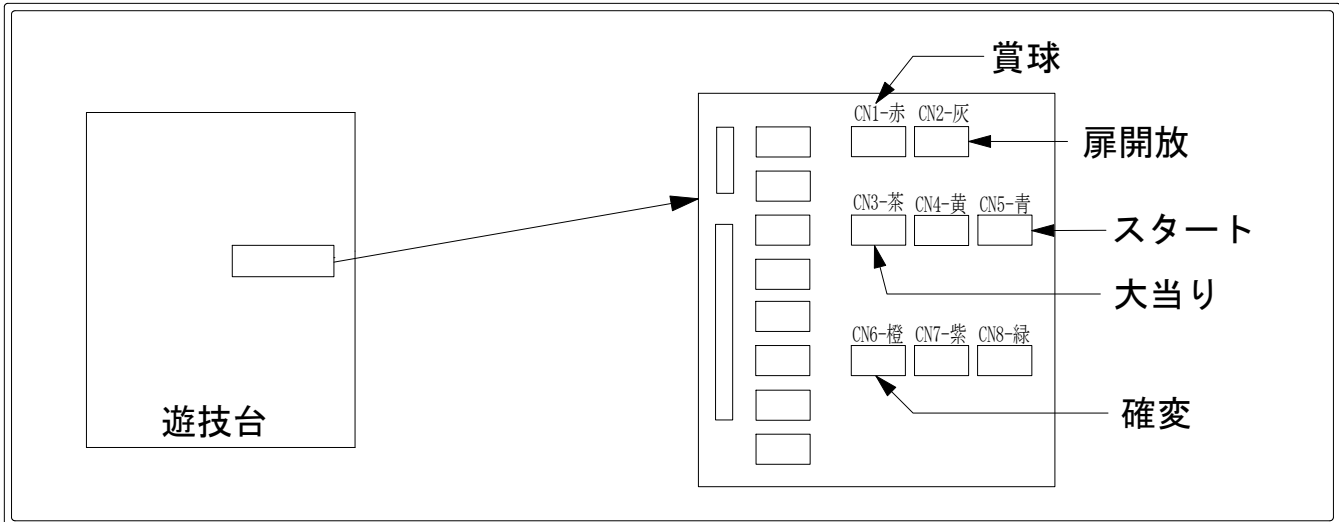 賞球
CN1-赤 CN2-灰
扉開放
CN3-茶 CN4-黄 CN5-青
スタート
大当り
CN6-橙 CN7-紫 CN8-緑
確変
遊技台